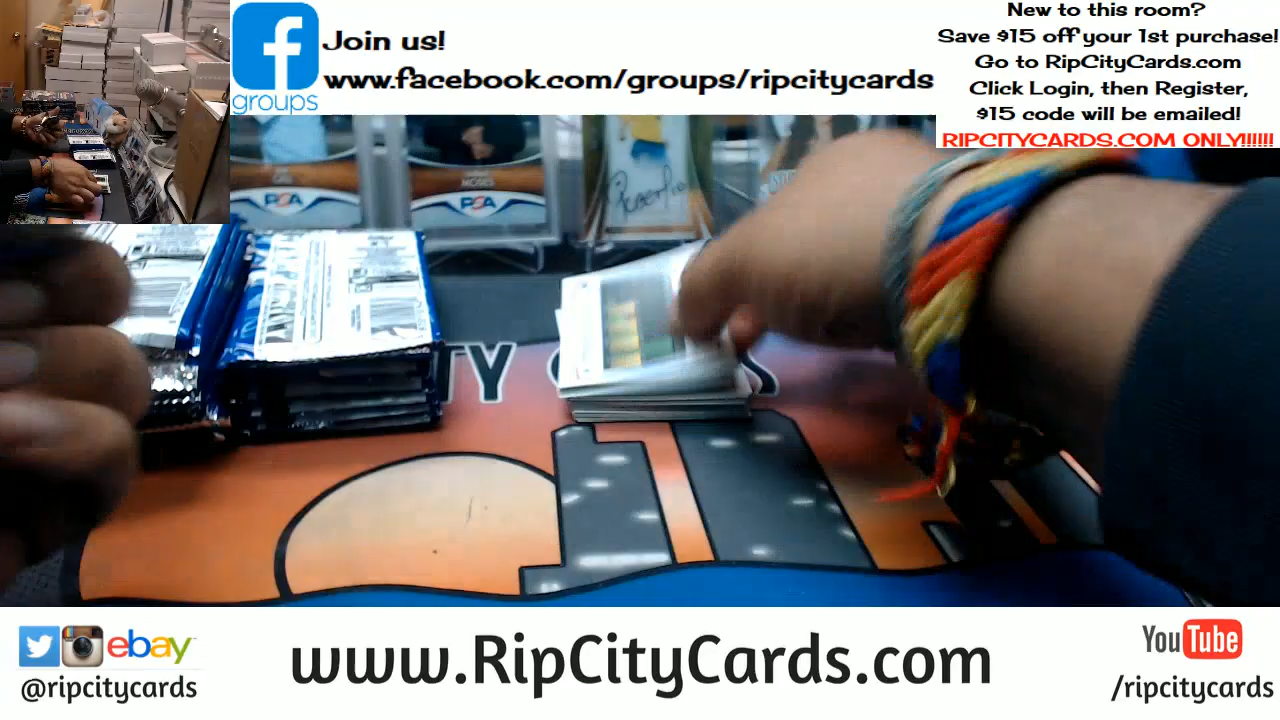 Join us!
www.facebook.com/groups/ripcitycards
groups
New to this room?
Save $15 off your 1st purchase!
Go to RipCityCards.com
Click Login, then Register,
$15 code will be emailed!
RIPCITYCARDS.COM ONLY!!!!!!
PSA
MOSES
PSA
TY
ebay
@ripcitycards
www.RipCityCards.com
YouTube
/ripcitycards